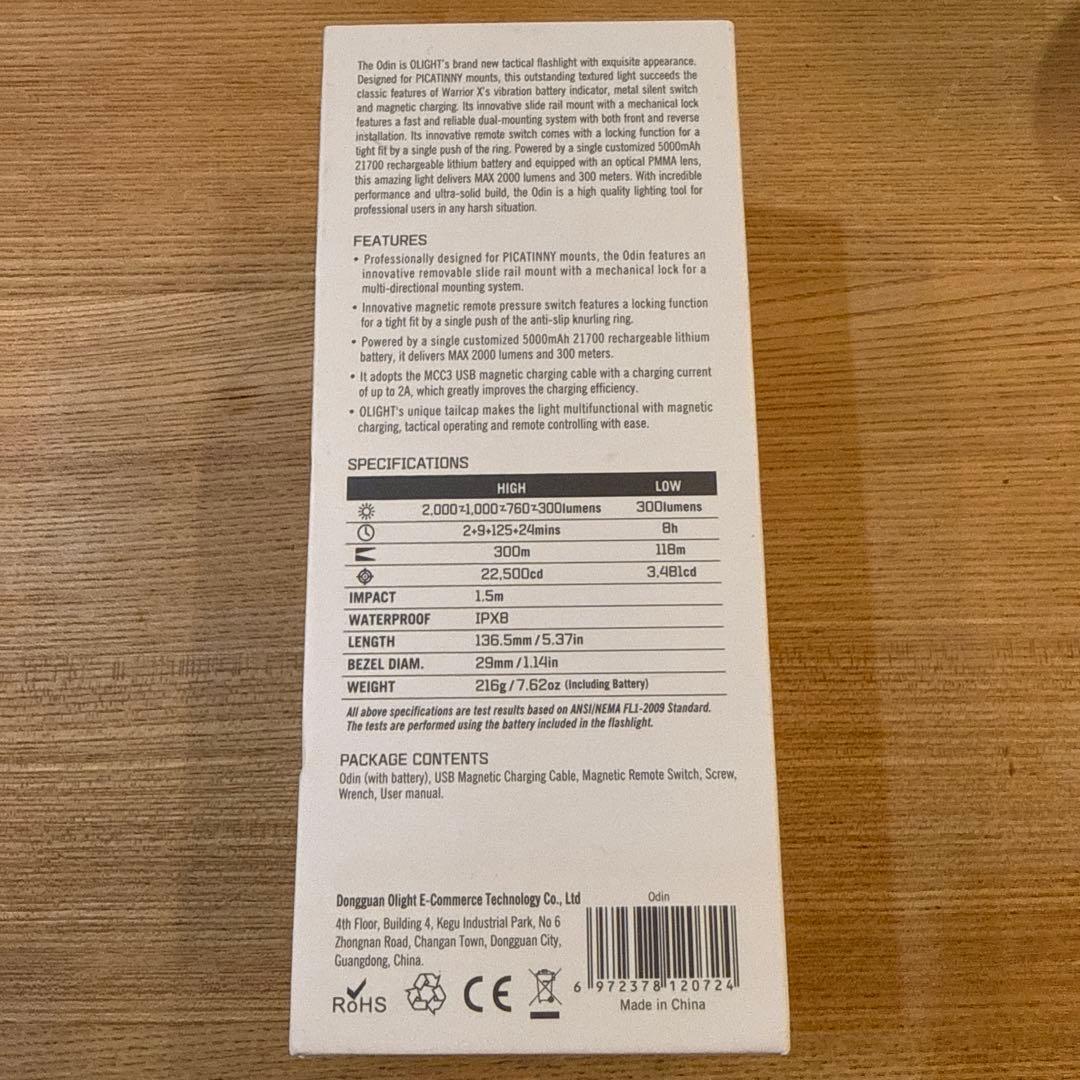 The Odin is OLIGHT's brand new tactical flashlight with exquisite appearance.
Designed for PICATINNY mounts, this outstanding textured light succeeds the
classic features of Warrior X's vibration battery indicator, metal silent switch
and magnetic charging. Its innovative slide rail mount with a mechanical lock
features a fast and reliable dual-mounting system with both front and reverse
installation. Its innovative remote switch comes with a locking function for a
tight fit by a single push of the ring. Powered by a single customized 5000mAh
21700 rechargeable lithium battery and equipped with an optical PMMA lens,
this amazing light delivers MAX 2000 lumens and 300 meters. With incredible
performance and ultra-solid build, the Odin is a high quality lighting tool for
professional users in any harsh situation.
FEATURES
• Professionally designed for PICATINNY mounts, the Odin features an
innovative removable slide rail mount with a mechanical lock for a
multi-directional mounting system.
• Innovative magnetic remote pressure switch features a locking function
for a tight fit by a single push of the anti-slip knurling ring.
• Powered by a single customized 5000mAh 21700 rechargeable lithium
battery, it delivers MAX 2000 lumens and 300 meters.
• It adopts the MCC3 USB magnetic charging cable with a charging current
of up to 2A, which greatly improves the charging efficiency.
• OLIGHT's unique tailcap makes the light multifunctional with magnetic
charging, tactical operating and remote controlling with ease.
SPECIFICATIONS
HIGH LOW
2,000~1,000~760~300lumens 300lumens
2+9+125+24mins 8h
300m 118m
22,500cd 3,481cd
IMPACT 1.5m
WATERPROOF IPX8
LENGTH 136.5mm/5.37in
BEZEL DIAM. 29mm/1.14in
WEIGHT 216g/7.62oz (Including Battery)
All above specifications are test results based on ANSI/NEMA FL1-2009 Standard.
The tests are performed using the battery included in the flashlight.
PACKAGE CONTENTS
Odin (with battery), USB Magnetic Charging Cable, Magnetic Remote Switch, Screw,
Wrench, User manual.
Dongguan Olight E-Commerce Technology Co., Ltd
4th Floor, Building 4, Kegu Industrial Park, No 6
Zhongnan Road, Changan Town, Dongguan City,
Guangdong, China.
RoHS
CE
Odin
6 972378 120724
Made in China